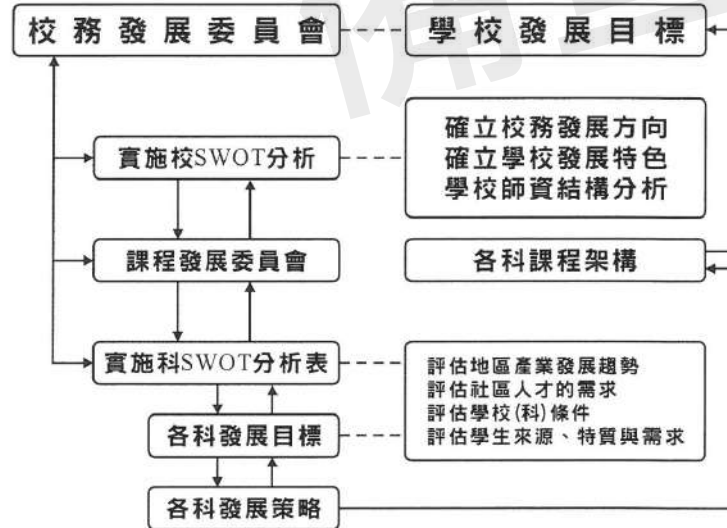 校務發展委員會
學校發展目標
實施校SWOT分析
確立校務發展方向
確立學校發展特色
學校師資結構分析
課程發展委員會
各科課程架構
實施科SWOT分析表
評估地區產業發展趨勢
評估社區人才的需求
評估學校(科)條件
評估學生來源、特質與需求
各科發展目標
各科發展策略